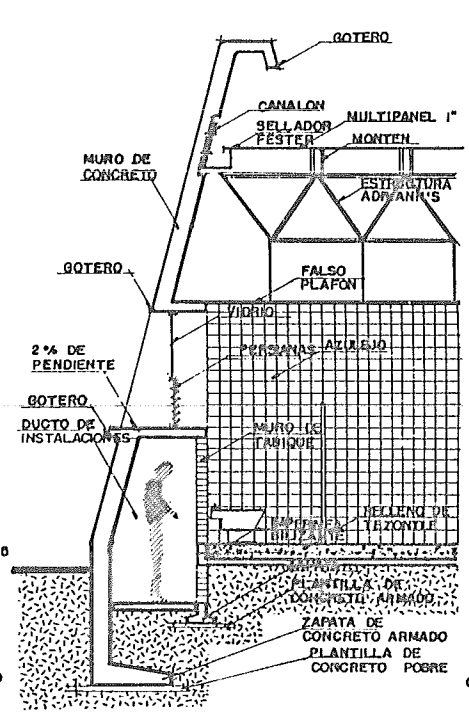 GOTERO
CANALON
SELLADOR
FESTER
MULTIPANEL 1"
MONTEN
MURO DE
CONCRETO
ESTRUCTURA
GOTERO
FALSO
PLAFON
VIDRIO
2% DE
PENDIENTE
PERSIANAS
AZULEJO
GOTERO
DUCTO DE
INSTALACIONES
MURO DE
TABIQUE
RELLENO DE
TEZONTLE
PLANTILLA DE
CONCRETO ARMADO
ZAPATA DE
CONCRETO ARMADO
PLANTILLA DE
CONCRETO POBRE